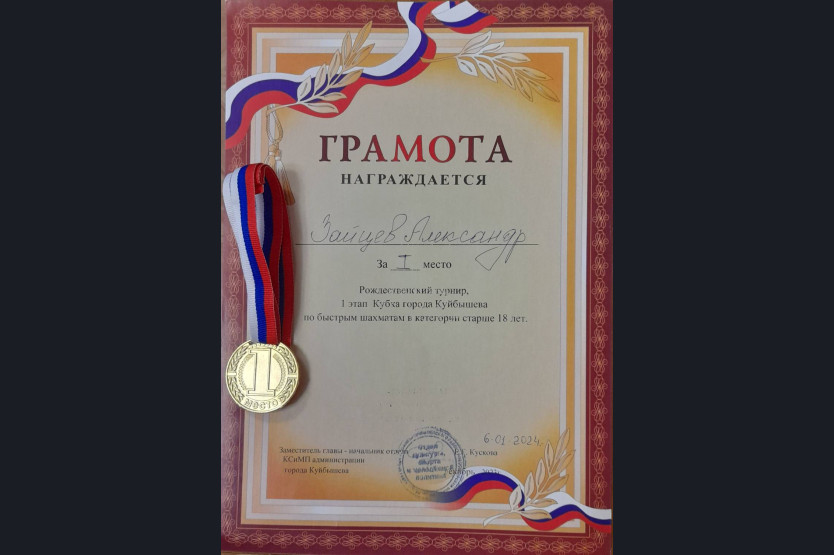 ГРАМОТА
НАГРАЖДАЕТСЯ
Зайцев Александр
За I место
Рождественский турнир,
1 этап Кубка города Куйбышева
по быстрым шахматам в категории старше 18 лет.
1
МЕСТО
6.01.2024г.
Заместитель главы - начальник отдела Кускова
КСиМП администрации
города Куйбышева